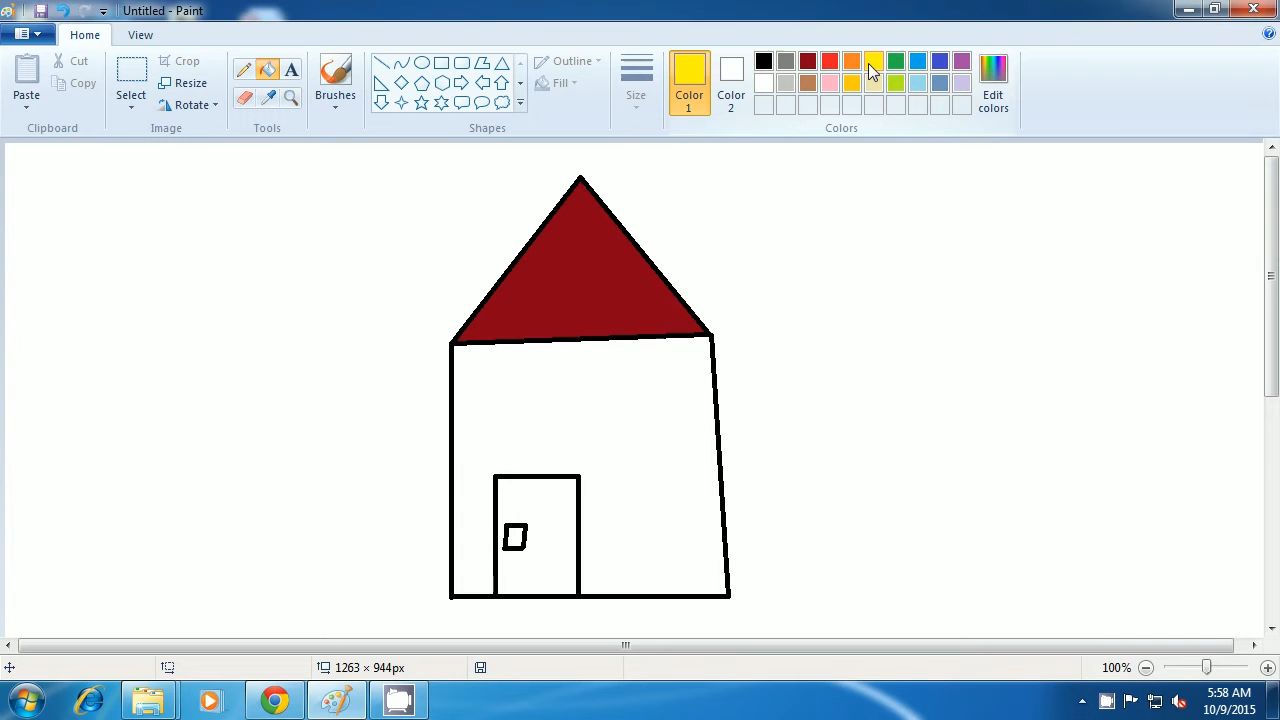 Untitled - Paint
Home View
Paste
Cut
Copy
Clipboard
Select
Crop
Resize
Rotate
Image
A
Tools
Brushes
Shapes
Outline
Fill
Size
Color 1
Color 2
Colors
Edit colors
1263 × 944px
100%
5:58 AM
10/9/2015